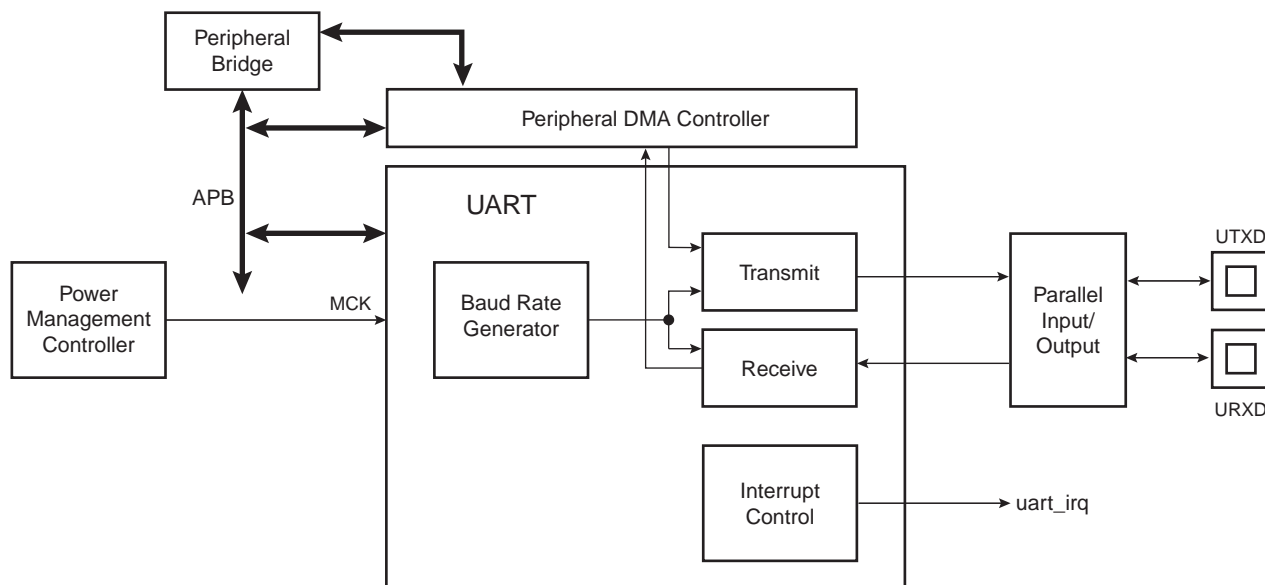 Peripheral
Bridge
Peripheral DMA Controller
APB
UART
UTXD
Transmit
Power
Management
Controller
MCK
Baud Rate
Generator
Parallel
Input/
Output
Receive
URXD
Interrupt
Control
uart_irq